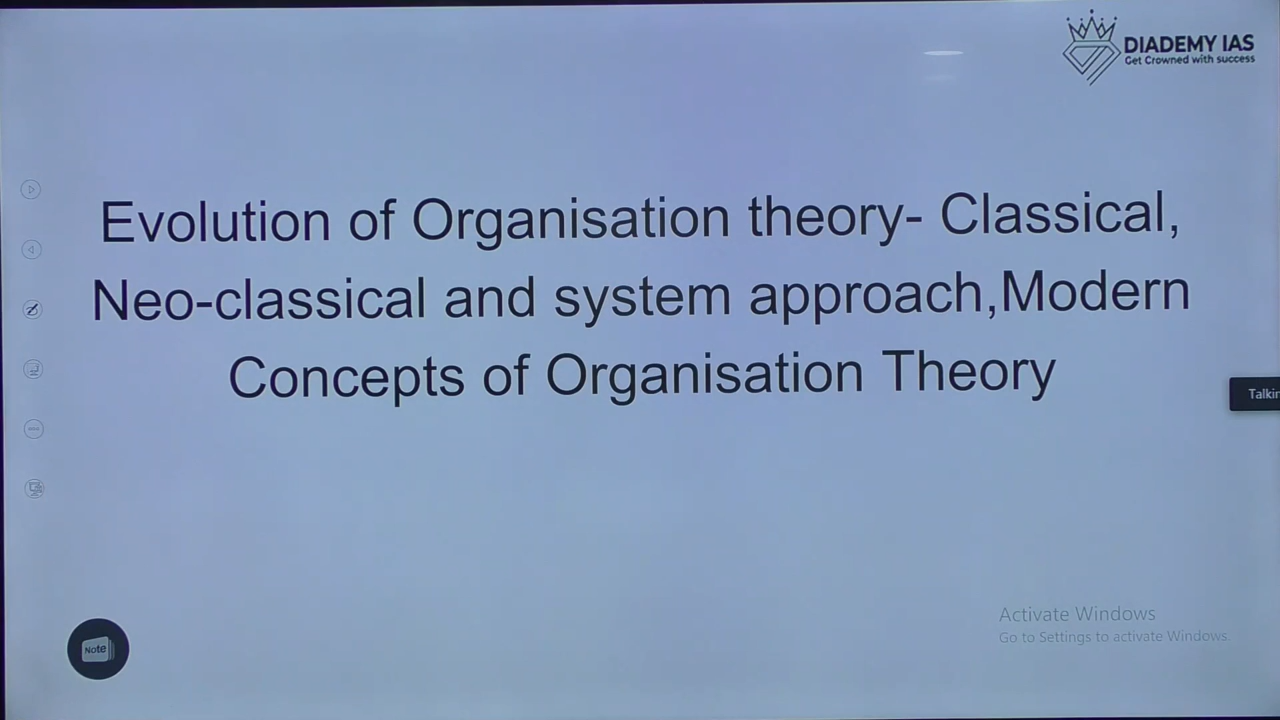 DIADEMY IAS
Get Crowned with success
Evolution of Organisation theory- Classical,
Neo-classical and system approach,Modern
Concepts of Organisation Theory
Talkin
Activate Windows
Go to Settings to activate Windows.
Note